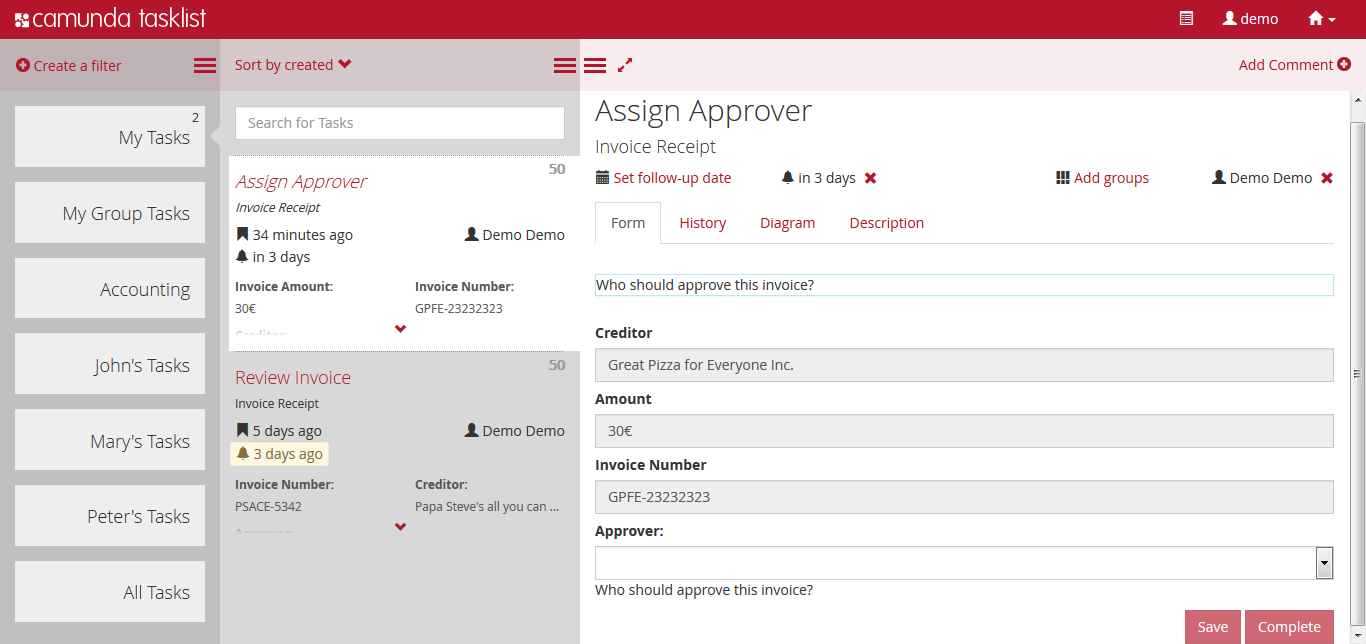 camunda tasklist
demo
Create a filter
Sort by created
Add Comment
2
My Tasks
My Group Tasks
Accounting
John's Tasks
Mary's Tasks
Peter's Tasks
All Tasks
Search for Tasks
50
Assign Approver
Invoice Receipt
34 minutes ago
Demo Demo
in 3 days
Invoice Amount:
Invoice Number:
30€
GPFE-23232323
Creditor:
50
Review Invoice
Invoice Receipt
5 days ago
Demo Demo
3 days ago
Invoice Number:
Creditor:
PSACE-5342
Papa Steve's all you can ...
Approver:
Assign Approver
Invoice Receipt
Set follow-up date
in 3 days
Add groups
Demo Demo
Form
History
Diagram
Description
Who should approve this invoice?
Creditor
Great Pizza for Everyone Inc.
Amount
30€
Invoice Number
GPFE-23232323
Approver:
Who should approve this invoice?
Save
Complete